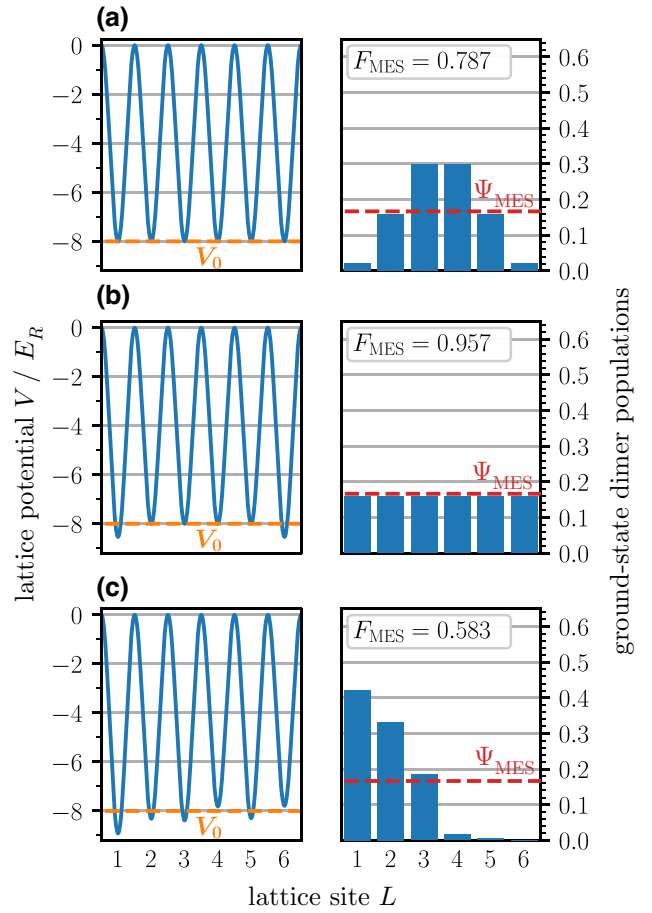 (a)
F_MES = 0.787
Ψ_MES
V_0
0
−2
−4
−6
−8
0.6
0.5
0.4
0.3
0.2
0.1
0.0
(b)
F_MES = 0.957
Ψ_MES
V_0
0
−2
−4
−6
−8
0.6
0.5
0.4
0.3
0.2
0.1
0.0
(c)
F_MES = 0.583
Ψ_MES
V_0
0
−2
−4
−6
−8
0.6
0.5
0.4
0.3
0.2
0.1
0.0
1 2 3 4 5 6
1 2 3 4 5 6
lattice site L
lattice potential V / E_R
ground-state dimer populations